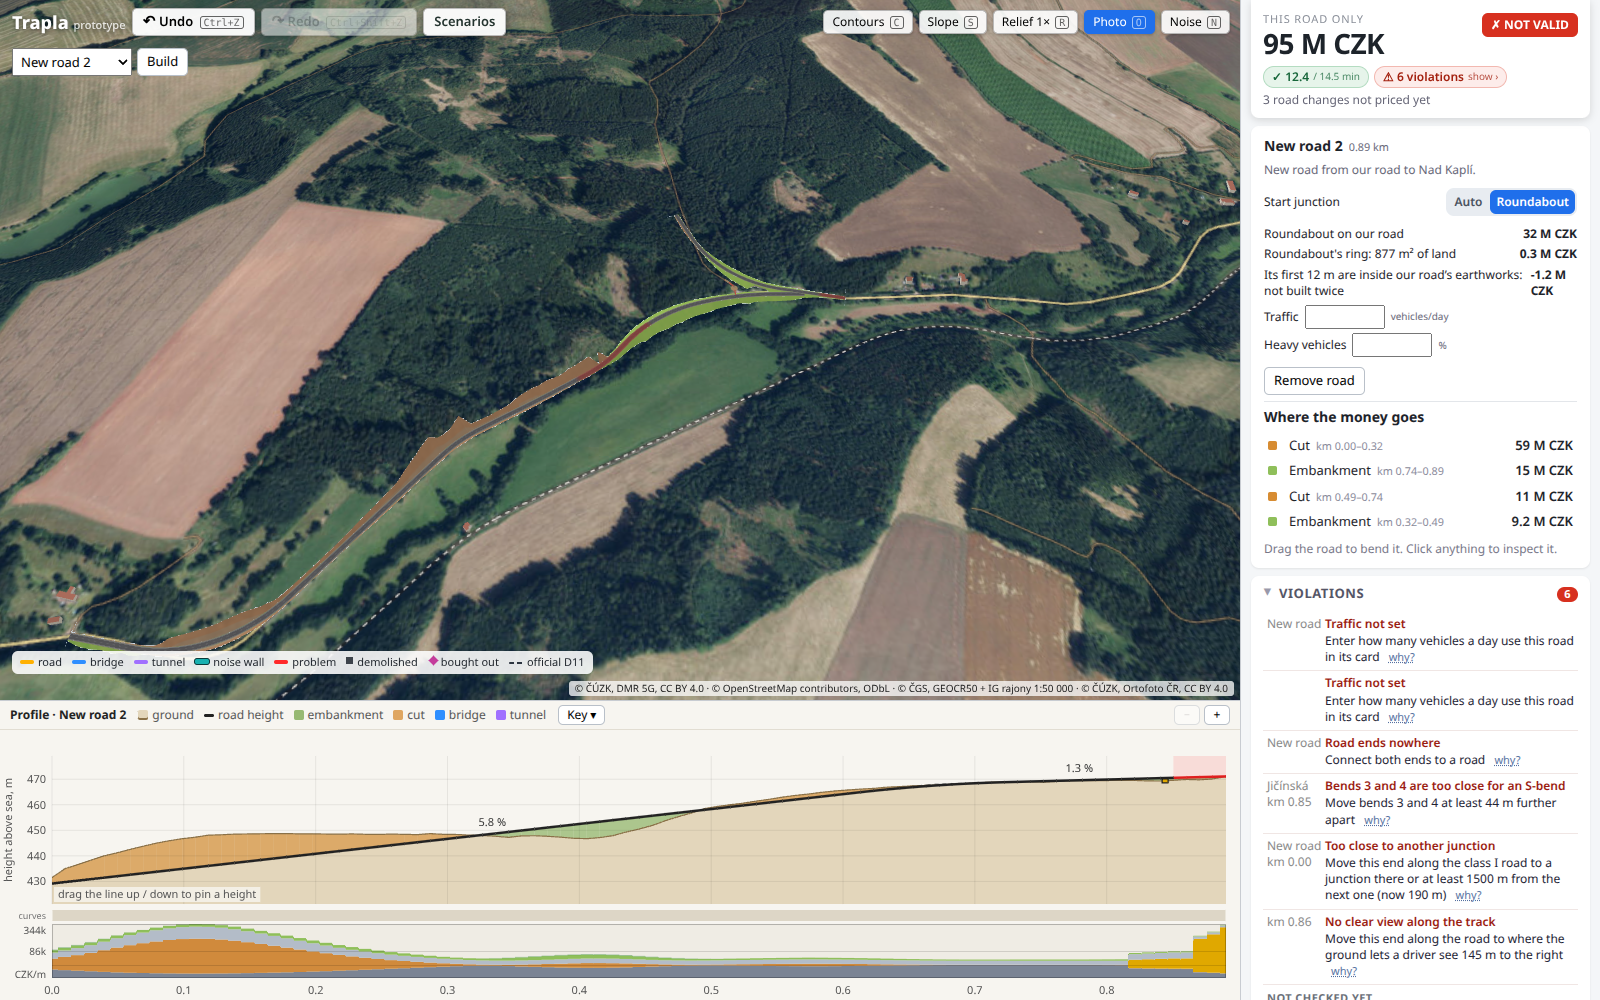 Trapla prototype
↶ Undo Ctrl+Z
↷ Redo Ctrl+Shift+Z
Scenarios
Contours C
Slope S
Relief 1× R
Photo O
Noise N
New road 2
Build
road
bridge
tunnel
noise wall
problem
demolished
bought out
official D11
© ČÚZK, DMR 5G, CC BY 4.0 · © OpenStreetMap contributors, ODbL · © ČGS, GEOCR50 + IG rajony 1:50 000 · © ČÚZK, Ortofoto ČR, CC BY 4.0
Profile · New road 2
ground
road height
embankment
cut
bridge
tunnel
Key ▾
−
+
height above sea, m
470
460
450
440
430
5.8 %
1.3 %
drag the line up / down to pin a height
curves
344k
86k
CZK/m
0.0 0.1 0.2 0.3 0.4 0.5 0.6 0.7 0.8
THIS ROAD ONLY
95 M CZK
✗ NOT VALID
✓ 12.4 / 14.5 min
⚠ 6 violations show ›
3 road changes not priced yet
New road 2 0.89 km
New road from our road to Nad Kaplí.
Start junction
Auto
Roundabout
Roundabout on our road 32 M CZK
Roundabout's ring: 877 m² of land 0.3 M CZK
Its first 12 m are inside our road's earthworks: -1.2 M
not built twice CZK
Traffic vehicles/day
Heavy vehicles %
Remove road
Where the money goes
Cut km 0.00–0.32 59 M CZK
Embankment km 0.74–0.89 15 M CZK
Cut km 0.49–0.74 11 M CZK
Embankment km 0.32–0.49 9.2 M CZK
Drag the road to bend it. Click anything to inspect it.
▼ VIOLATIONS 6
New road Traffic not set
Enter how many vehicles a day use this road
in its card why?
Traffic not set
Enter how many vehicles a day use this road
in its card why?
New road Road ends nowhere
Connect both ends to a road why?
Jičínská Bends 3 and 4 are too close for an S-bend
km 0.85 Move bends 3 and 4 at least 44 m further
apart why?
New road Too close to another junction
km 0.00 Move this end along the class I road to a
junction there or at least 1500 m from the
next one (now 190 m) why?
km 0.86 No clear view along the track
Move this end along the road to where the
ground lets a driver see 145 m to the right
why?
NOT CHECKED YET